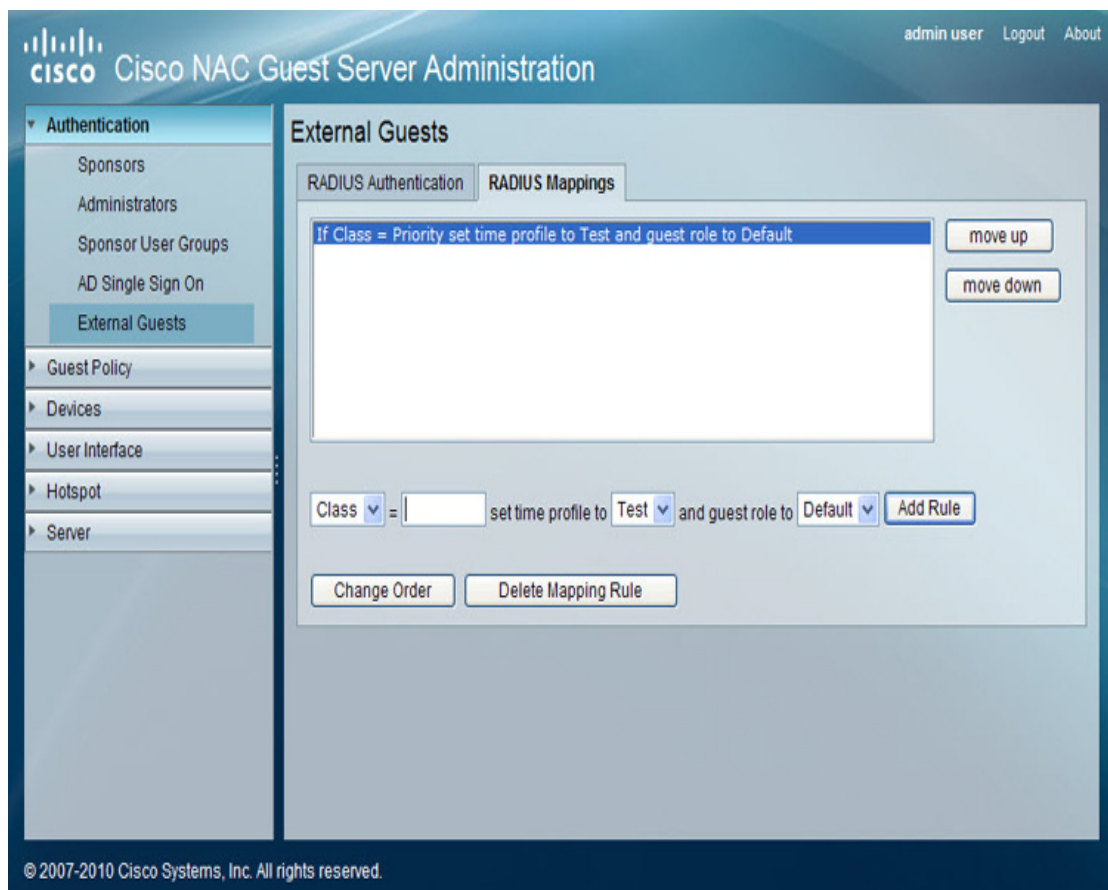 admin user Logout About
CISCO Cisco NAC Guest Server Administration
Authentication
Sponsors
Administrators
Sponsor User Groups
AD Single Sign On
External Guests
Guest Policy
Devices
User Interface
Hotspot
Server
External Guests
RADIUS Authentication RADIUS Mappings
If Class = Priority set time profile to Test and guest role to Default
move up
move down
Class = set time profile to Test and guest role to Default Add Rule
Change Order Delete Mapping Rule
© 2007-2010 Cisco Systems, Inc. All rights reserved.